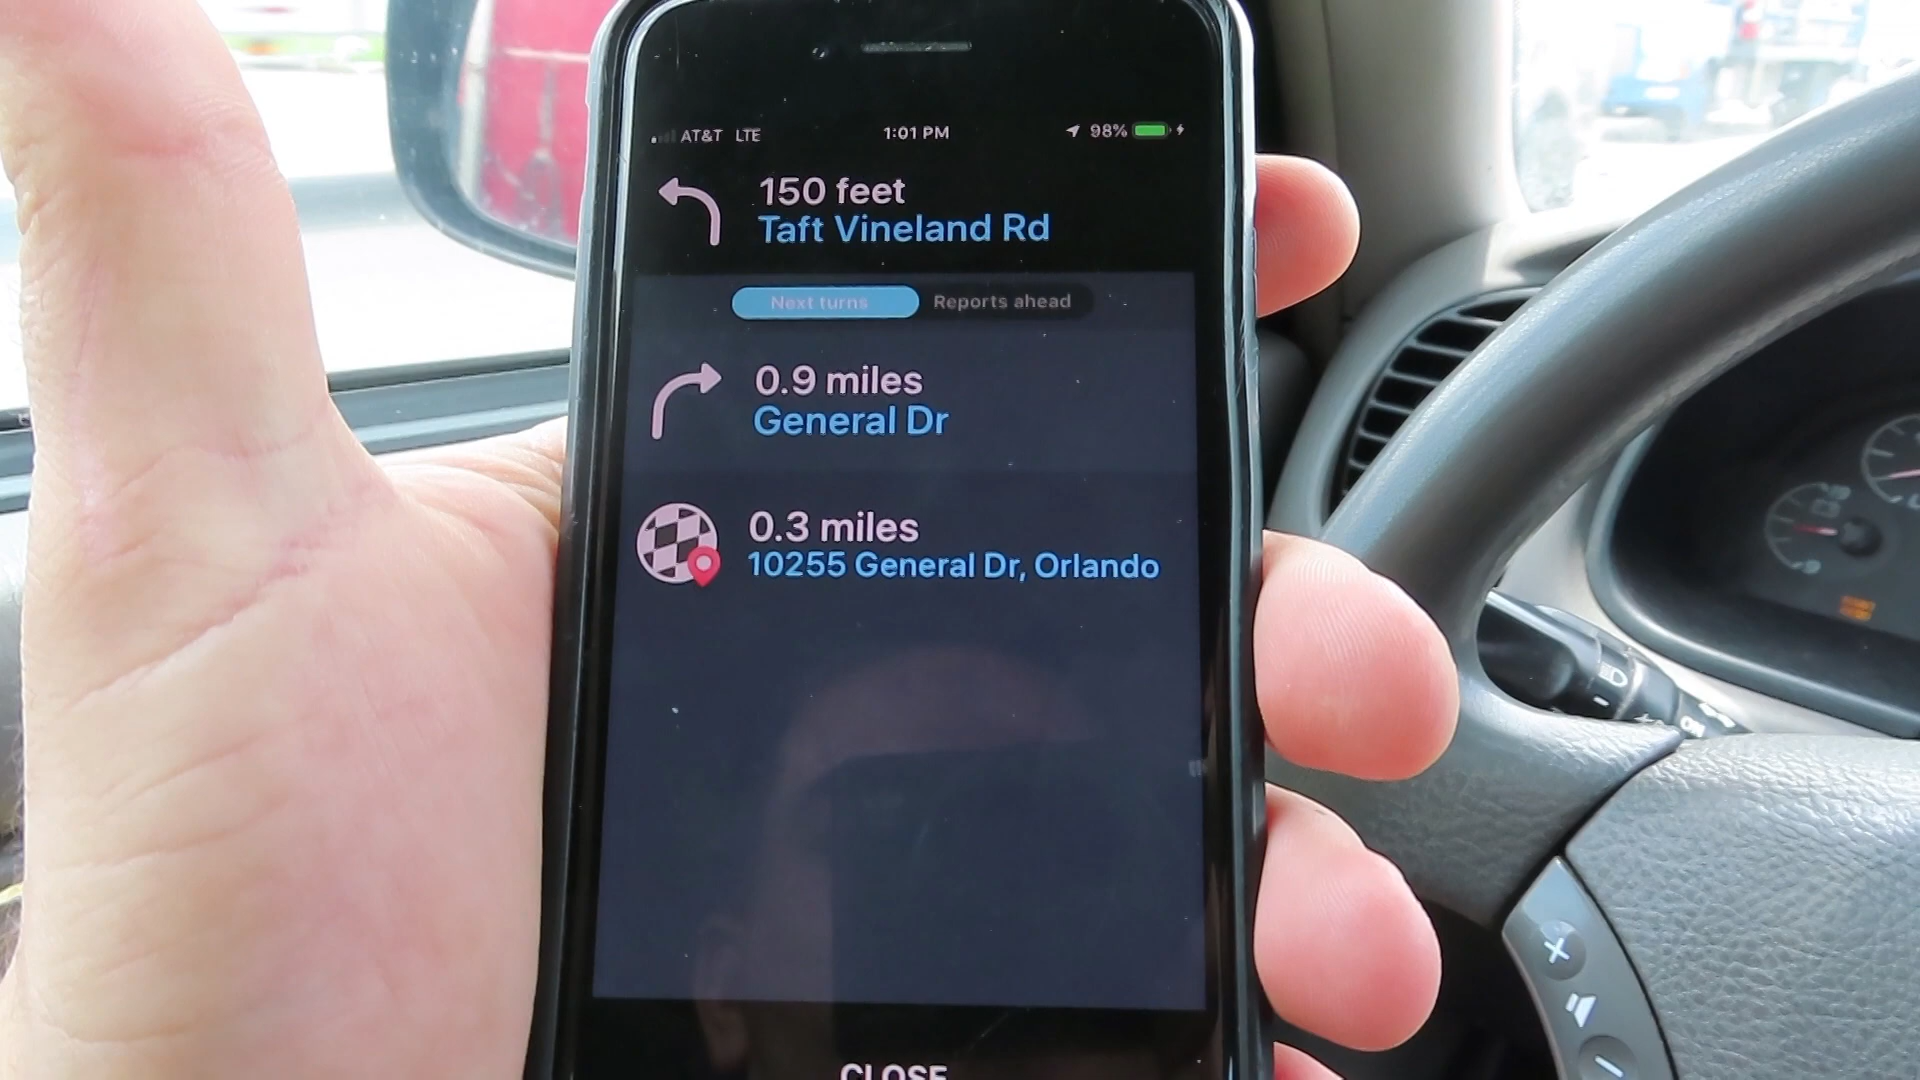 AT&T LTE 1:01 PM 98%
150 feet
Taft Vineland Rd
Next turns Reports ahead
0.9 miles
General Dr
0.3 miles
10255 General Dr, Orlando
CLOSE